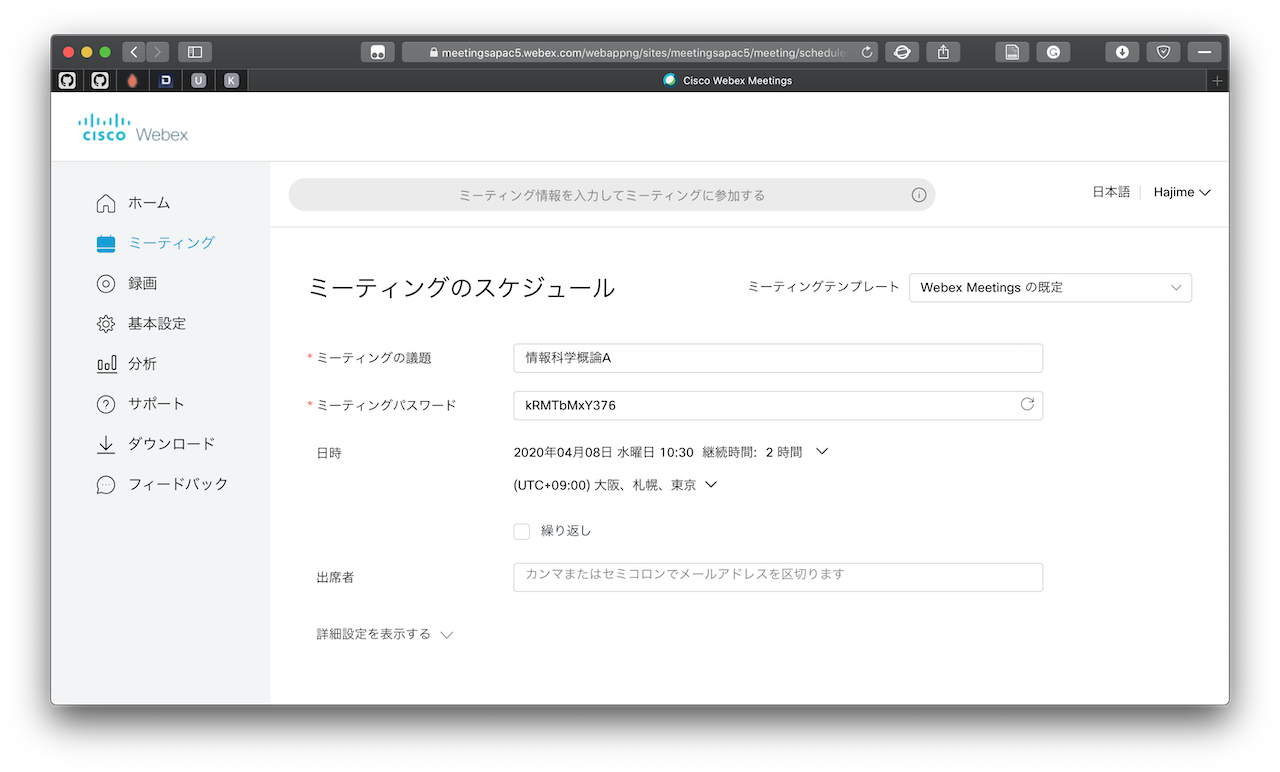 meetingsapac5.webex.com/webappng/sites/meetingsapac5/meeting/schedule
D
U
K
Cisco Webex Meetings
CISCO Webex
ミーティング情報を入力してミーティングに参加する
日本語
Hajime
ホーム
ミーティング
録画
基本設定
分析
サポート
ダウンロード
フィードバック
ミーティングのスケジュール
ミーティングテンプレート
Webex Meetings の既定
* ミーティングの議題
情報科学概論A
* ミーティングパスワード
kRMTbMxY376
日時
2020年04月08日 水曜日 10:30 継続時間: 2 時間
(UTC+09:00) 大阪、札幌、東京
繰り返し
出席者
カンマまたはセミコロンでメールアドレスを区切ります
詳細設定を表示する